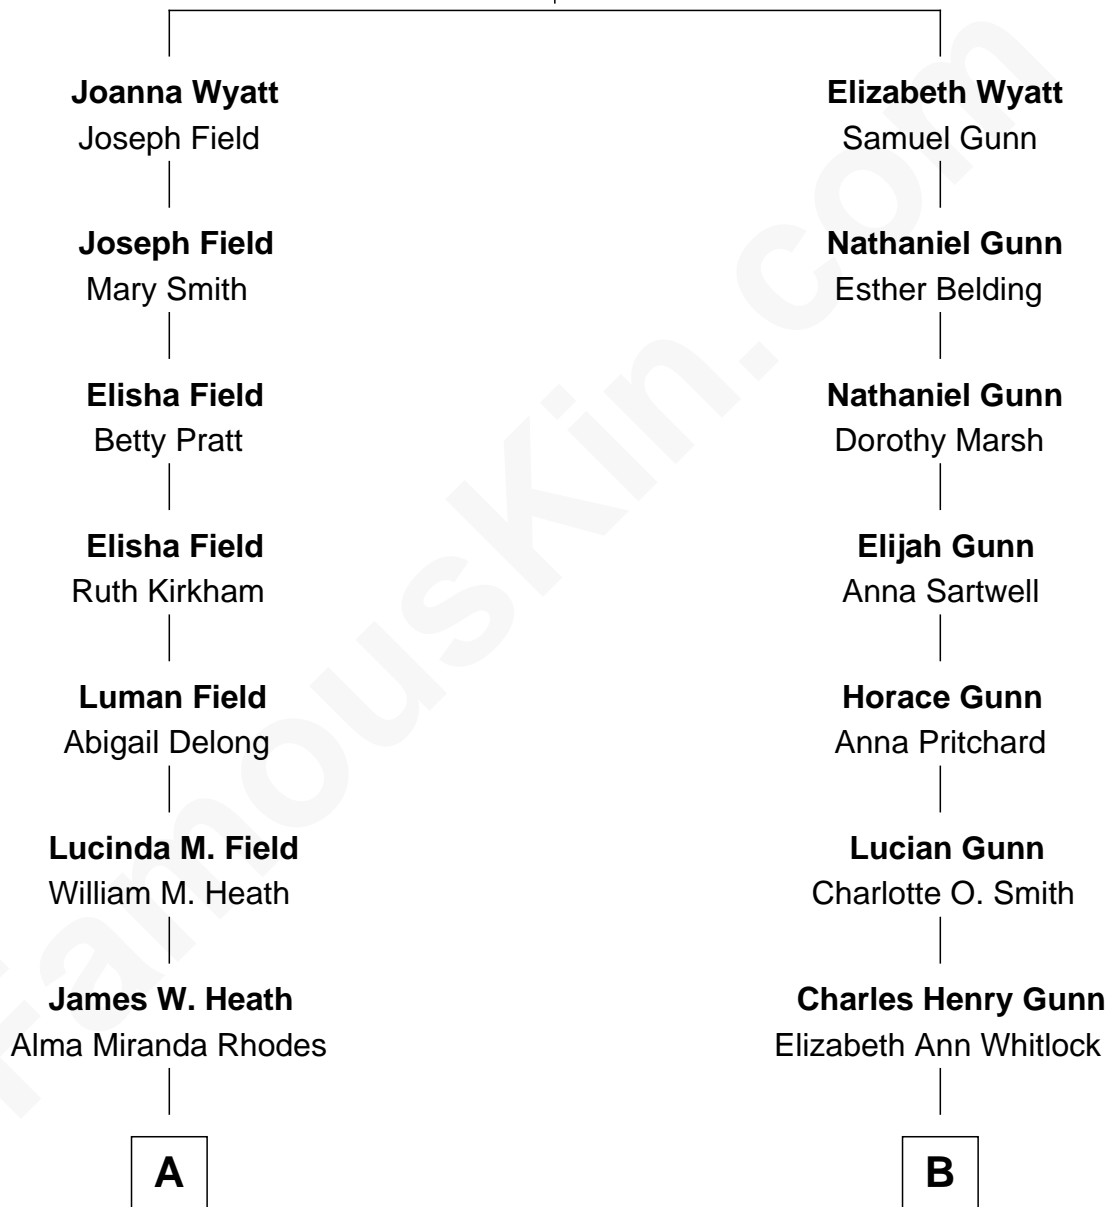 Joanna Wyatt
Joseph Field
Joseph Field
Mary Smith
Elisha Field
Betty Pratt
Elisha Field
Ruth Kirkham
Luman Field
Abigail Delong
Lucinda M. Field
William M. Heath
James W. Heath
Alma Miranda Rhodes
A
Elizabeth Wyatt
Samuel Gunn
Nathaniel Gunn
Esther Belding
Nathaniel Gunn
Dorothy Marsh
Elijah Gunn
Anna Sartwell
Horace Gunn
Anna Pritchard
Lucian Gunn
Charlotte O. Smith
Charles Henry Gunn
Elizabeth Ann Whitlock
B
FamousKin.com